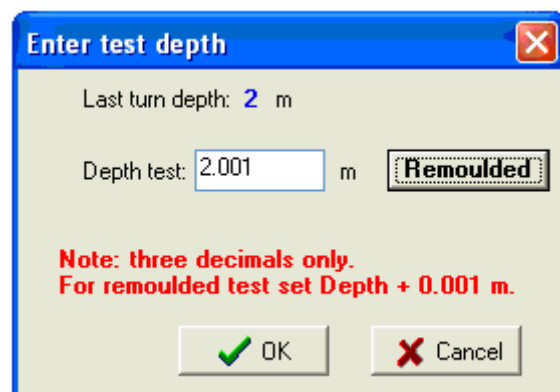 Enter test depth
Last turn depth: 2 m
Depth test: 2.001 m Remoulded
Note: three decimals only.
For remoulded test set Depth + 0.001 m.
OK Cancel